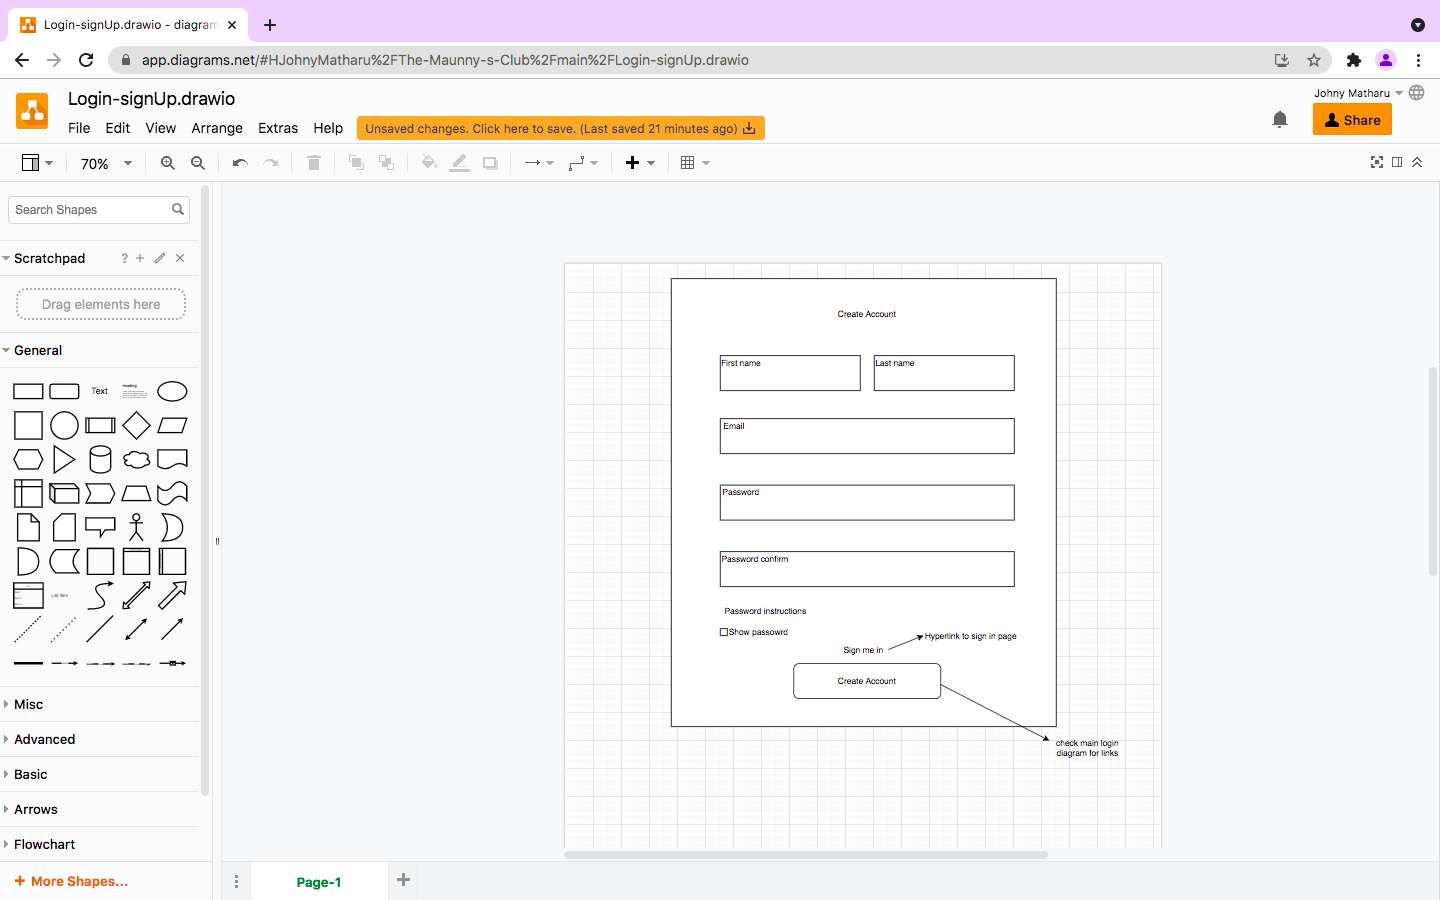 Login-signUp.drawio - diagram
app.diagrams.net/#HJohnyMatharu%2FThe-Maunny-s-Club%2Fmain%2FLogin-signUp.drawio
Login-signUp.drawio
Johny Matharu
File Edit View Arrange Extras Help
Unsaved changes. Click here to save. (Last saved 21 minutes ago)
Share
70%
Search Shapes
Scratchpad
?
Drag elements here
General
Text
Heading
List Item
Misc
Advanced
Basic
Arrows
Flowchart
+ More Shapes...
Create Account
First name
Last name
Email
Password
Password confirm
Password instructions
Show passowrd
Hyperlink to sign in page
Sign me in
Create Account
check main login
diagram for links
Page-1